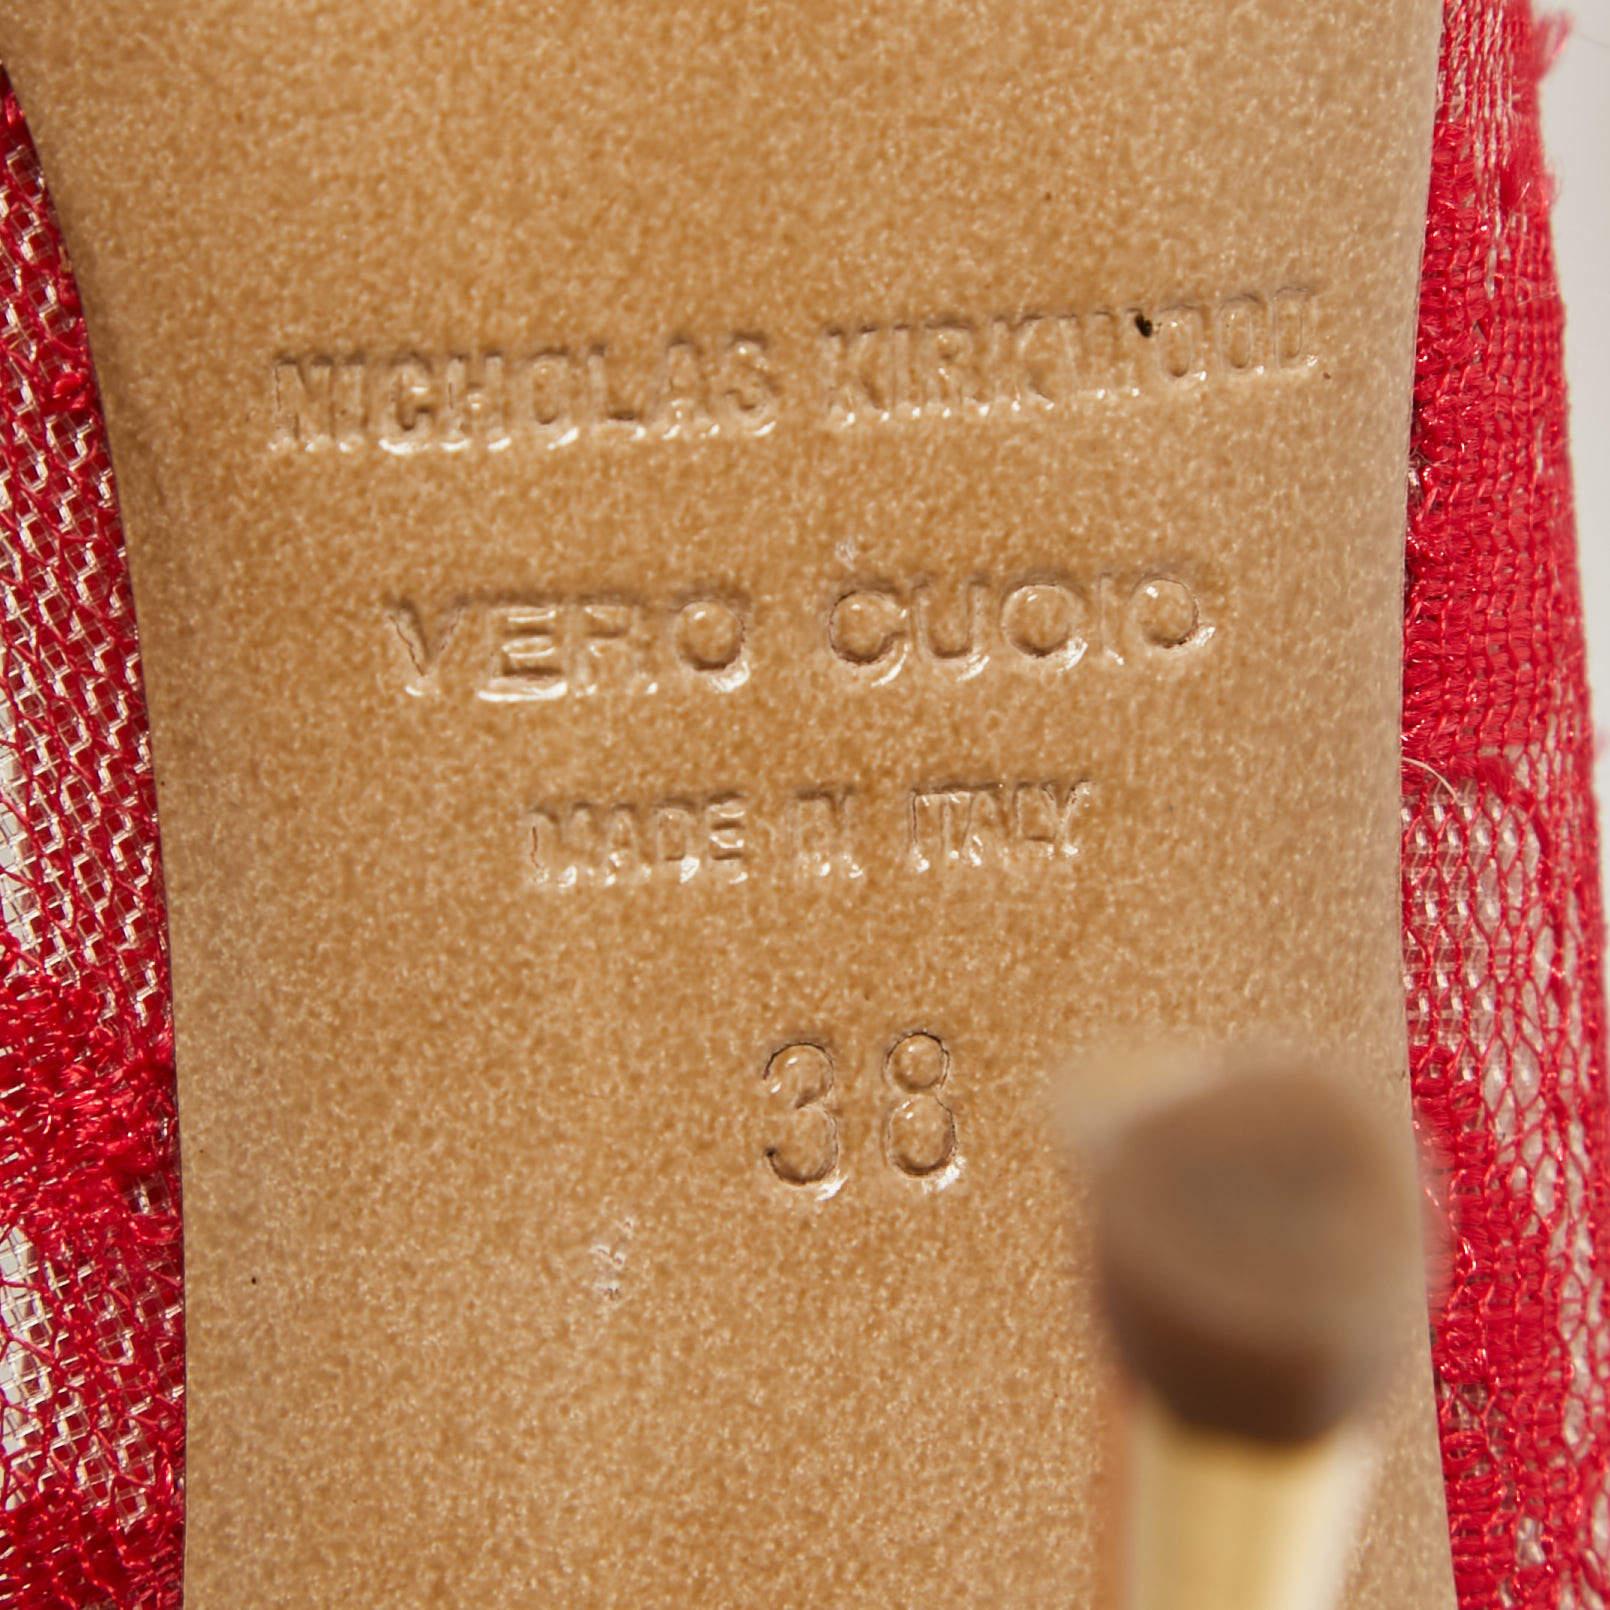 NICHOLAS KIRKWOOD
VERO CUOIO
MADE IN ITALY
38